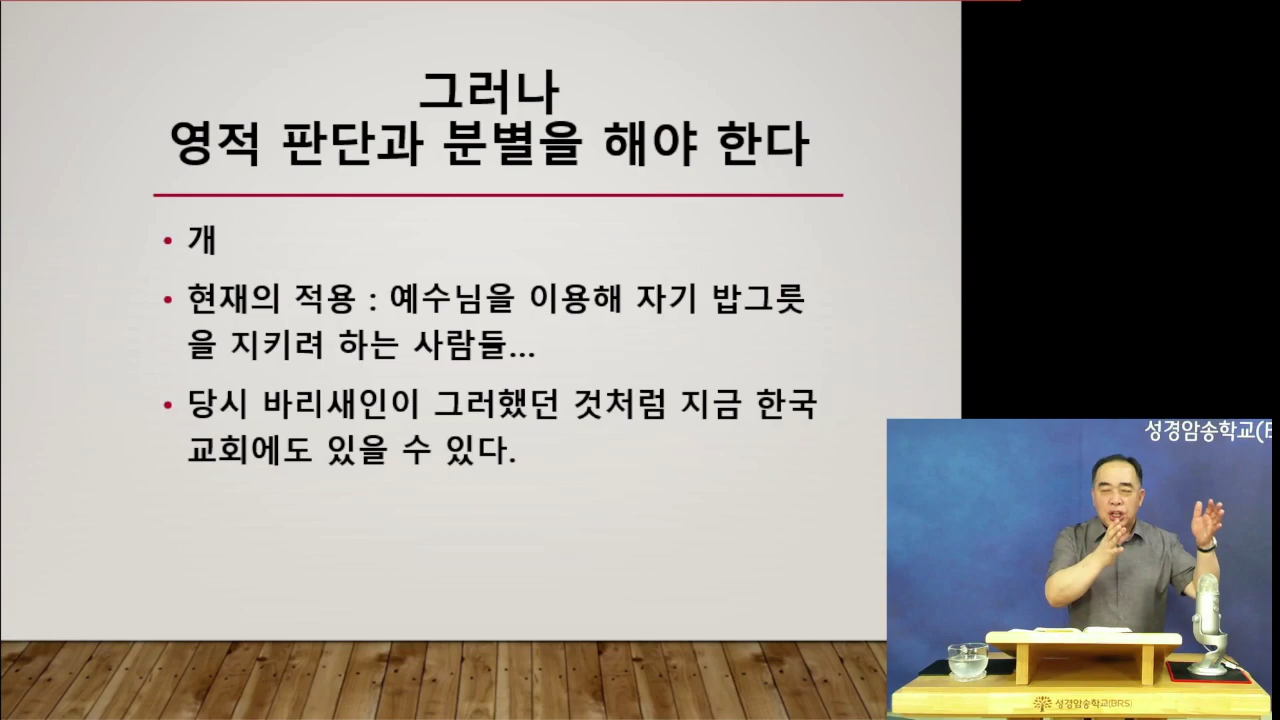 그러나
영적 판단과 분별을 해야 한다
• 개
• 현재의 적용 : 예수님을 이용해 자기 밥그릇
을 지키려 하는 사람들...
• 당시 바리새인이 그러했던 것처럼 지금 한국
교회에도 있을 수 있다.
성경암송학교(B
성경암송학교(BRS)